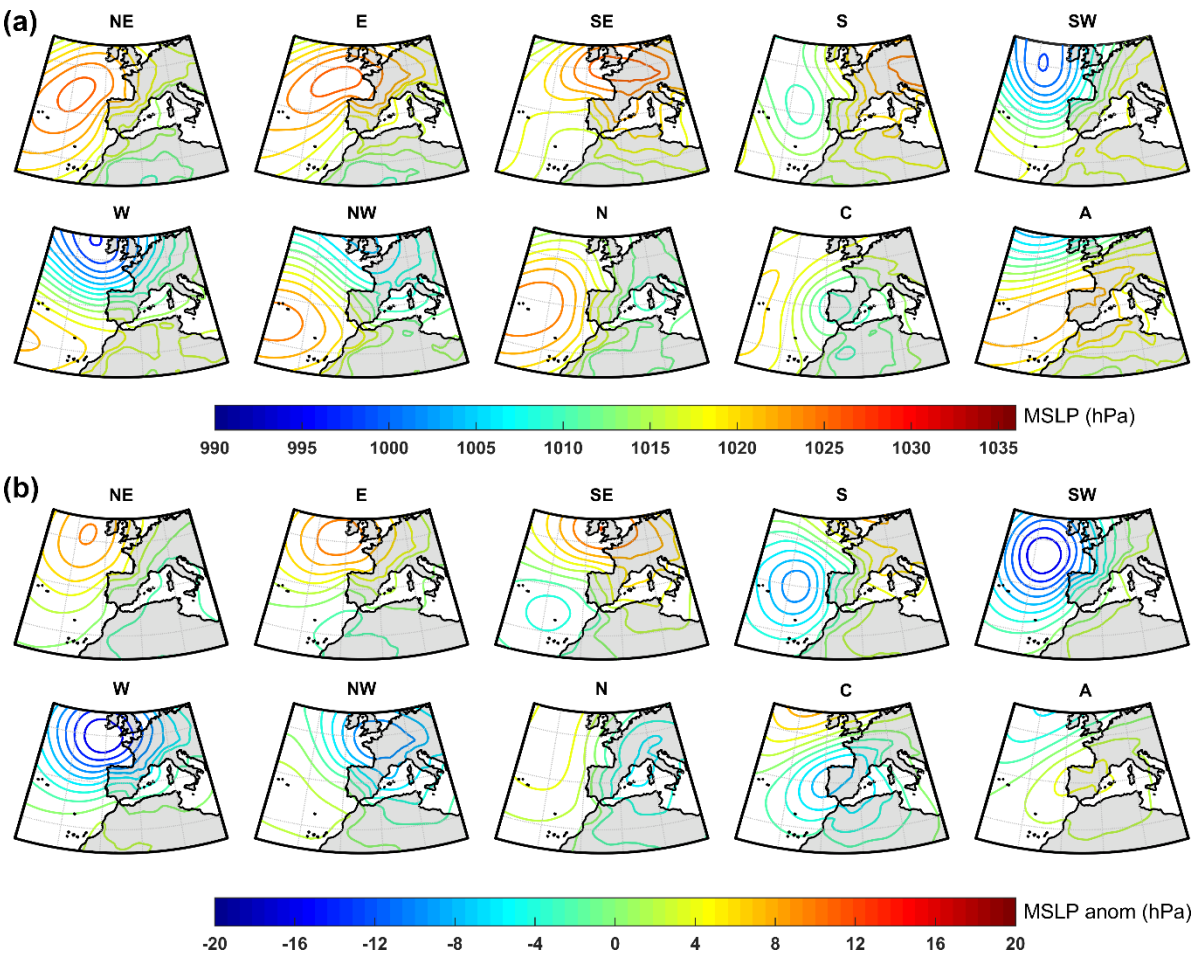 (a)
NE E SE S SW
W NW N C A
MSLP (hPa)
990 995 1000 1005 1010 1015 1020 1025 1030 1035
(b)
NE E SE S SW
W NW N C A
MSLP anom (hPa)
-20 -16 -12 -8 -4 0 4 8 12 16 20